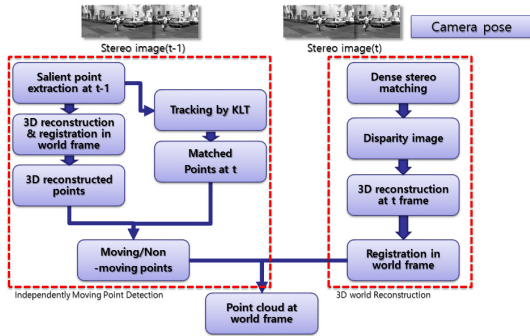 Stereo image(t-1)
Stereo image(t)
Camera pose
Salient point
extraction at t-1
3D reconstruction
& registration in
world frame
3D reconstructed
points
Tracking by KLT
Matched
Points at t
Moving/Non
-moving points
Independently Moving Point Detection
Dense stereo
matching
Disparity image
3D reconstruction
at t frame
Registration in
world frame
3D world Reconstruction
Point cloud at
world frame